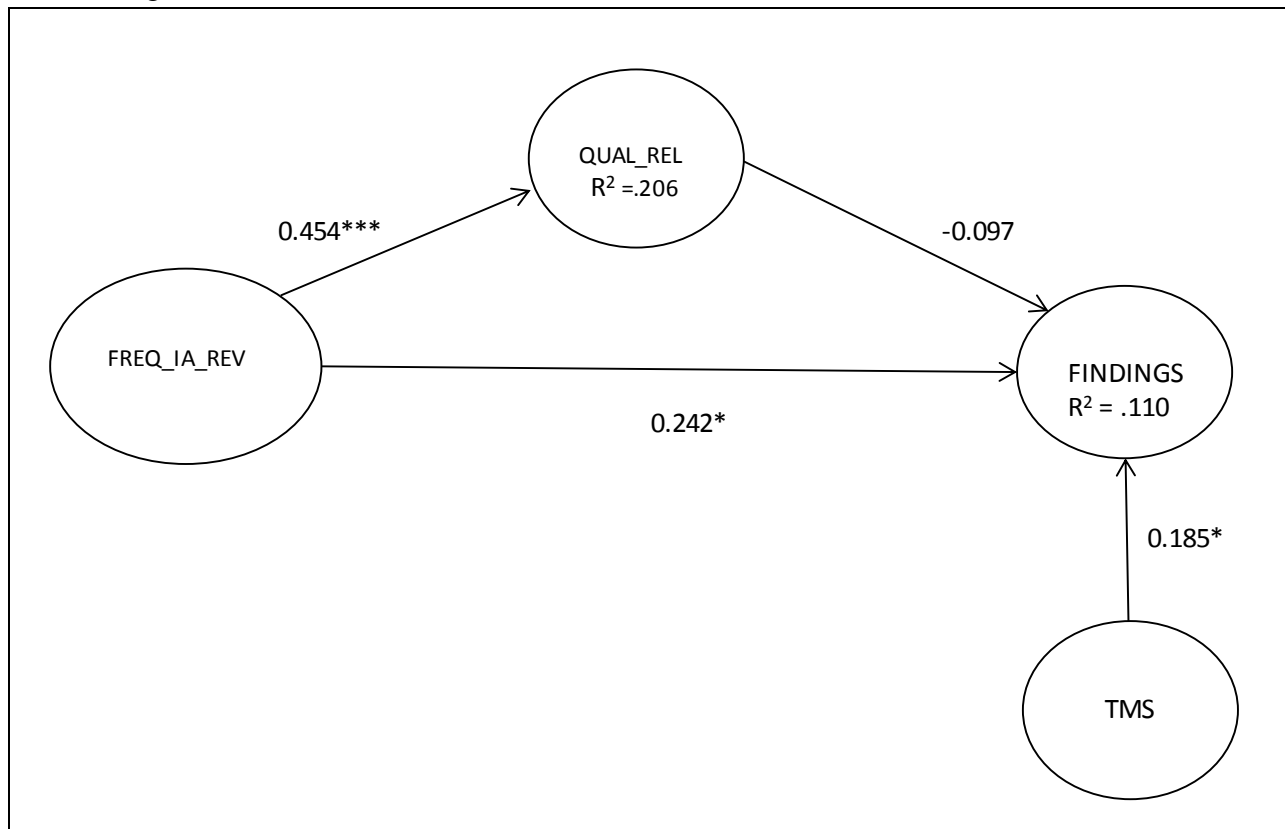 QUAL_REL
R² =.206
0.454***
-0.097
FREQ_IA_REV
FINDINGS
R² = .110
0.242*
0.185*
TMS